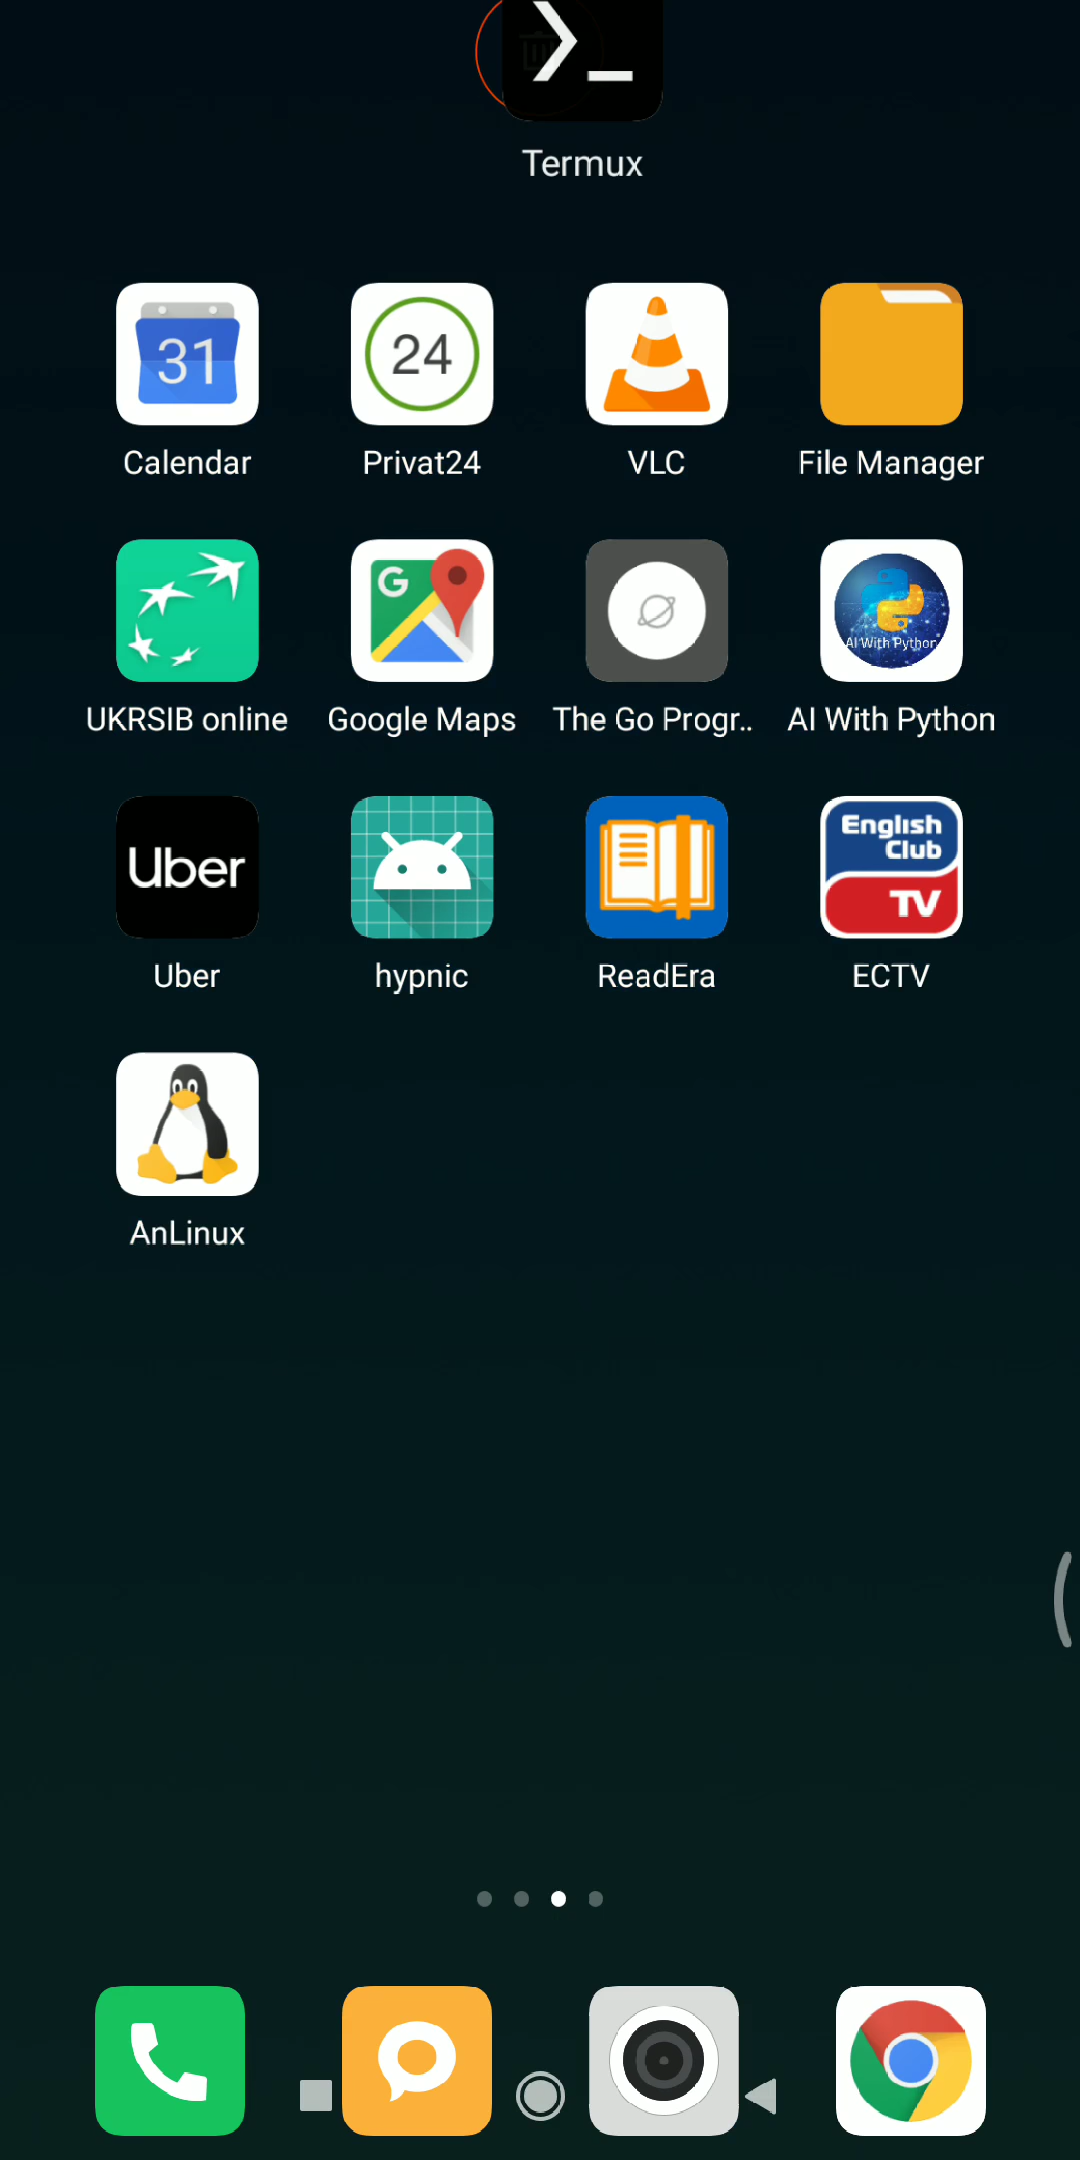 Termux
31
24
Calendar
Privat24
VLC
File Manager
G
AI With Python
UKRSIB online
Google Maps
The Go Progr..
AI With Python
Uber
English
Club
TV
Uber
hypnic
ReadEra
ECTV
AnLinux